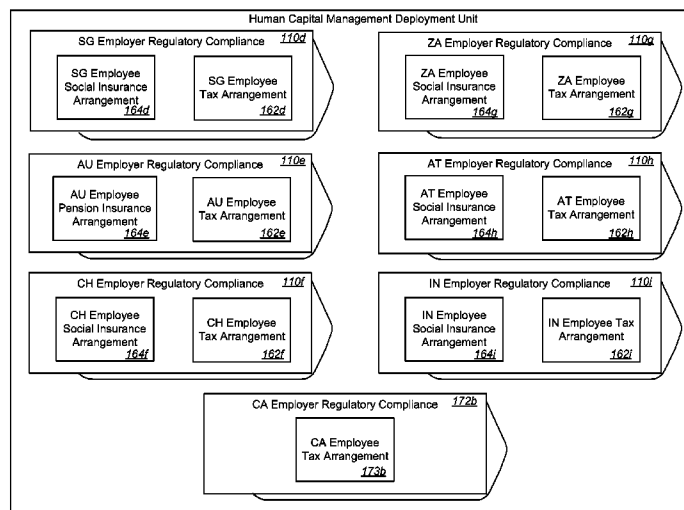 Human Capital Management Deployment Unit
SG Employer Regulatory Compliance 110d
SG Employee
Social Insurance
Arrangement
164d
SG Employee
Tax Arrangement
162d
ZA Employer Regulatory Compliance 110g
ZA Employee
Social Insurance
Arrangement
164g
ZA Employee
Tax Arrangement
162g
AU Employer Regulatory Compliance 110e
AU Employee
Pension Insurance
Arrangement
164e
AU Employee
Tax Arrangement
162e
AT Employer Regulatory Compliance 110h
AT Employee
Social Insurance
Arrangement
164h
AT Employee
Tax Arrangement
162h
CH Employer Regulatory Compliance 110f
CH Employee
Social Insurance
Arrangement
164f
CH Employee
Tax Arrangement
162f
IN Employer Regulatory Compliance 110i
IN Employee
Social Insurance
Arrangement
164i
IN Employee Tax
Arrangement
162i
CA Employer Regulatory Compliance 172b
CA Employee
Tax Arrangement
173b